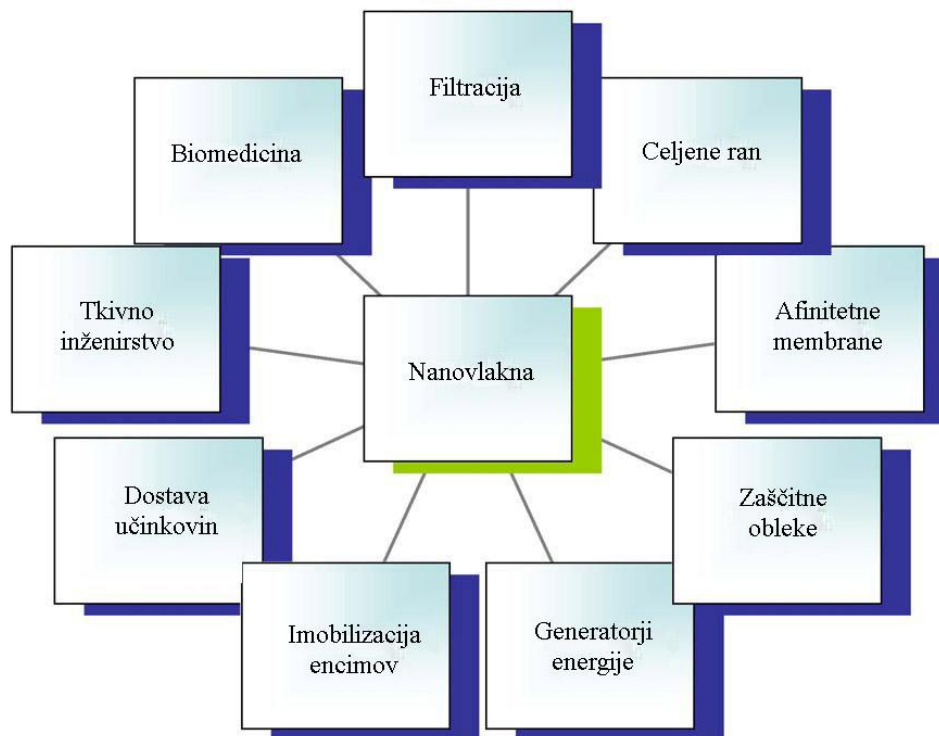 Filtracija
Biomedicina
Celjene ran
Tkivno
inženirstvo
Afinitetne
membrane
Nanovlakna
Dostava
učinkovin
Zaščitne
obleke
Imobilizacija
encimov
Generatorji
energije